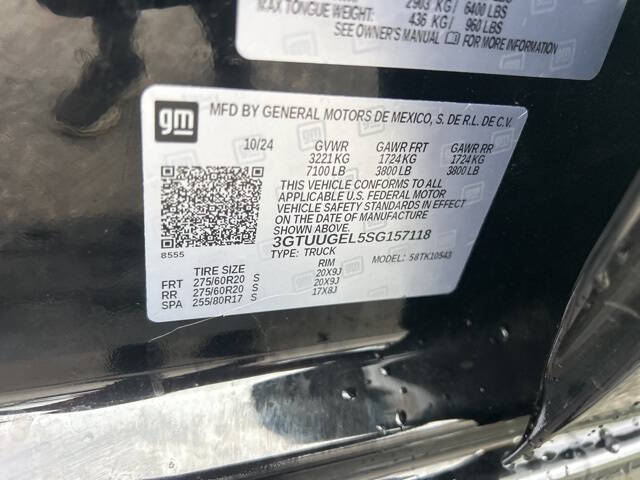 2903 KG/ 6400 LBS
MAX TONGUE WEIGHT: 436 KG/ 960 LBS
SEE OWNER'S MANUAL FOR MORE INFORMATION
gm
MFD BY GENERAL MOTORS DE MEXICO, S. DE R.L. DE C.V.
10/24 GVWR GAWR FRT GAWR RR
3221 KG 1724 KG 1724 KG
7100 LB 3800 LB 3800 LB
THIS VEHICLE CONFORMS TO ALL
APPLICABLE U.S. FEDERAL MOTOR
VEHICLE SAFETY STANDARDS IN EFFECT
ON THE DATE OF MANUFACTURE
SHOWN ABOVE.
3GTUUGEL5SG157118
8555 TYPE: TRUCK MODEL: 58TK10543
TIRE SIZE RIM
FRT 275/60R20 S 20X9J
RR 275/60R20 S 20X9J
SPA 255/80R17 S 17X8J